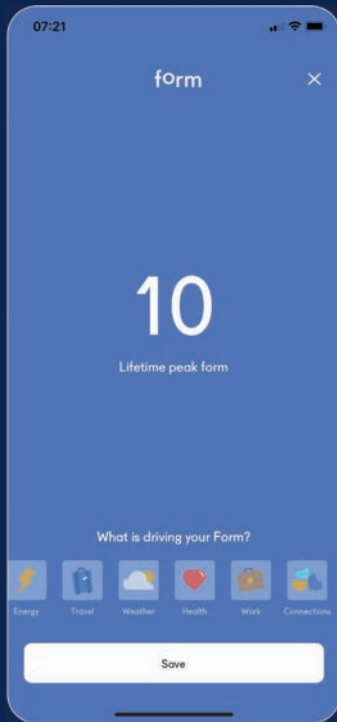 07:21
form
10
Lifetime peak form
What is driving your Form?
Energy Travel Weather Health Work Connections
Save